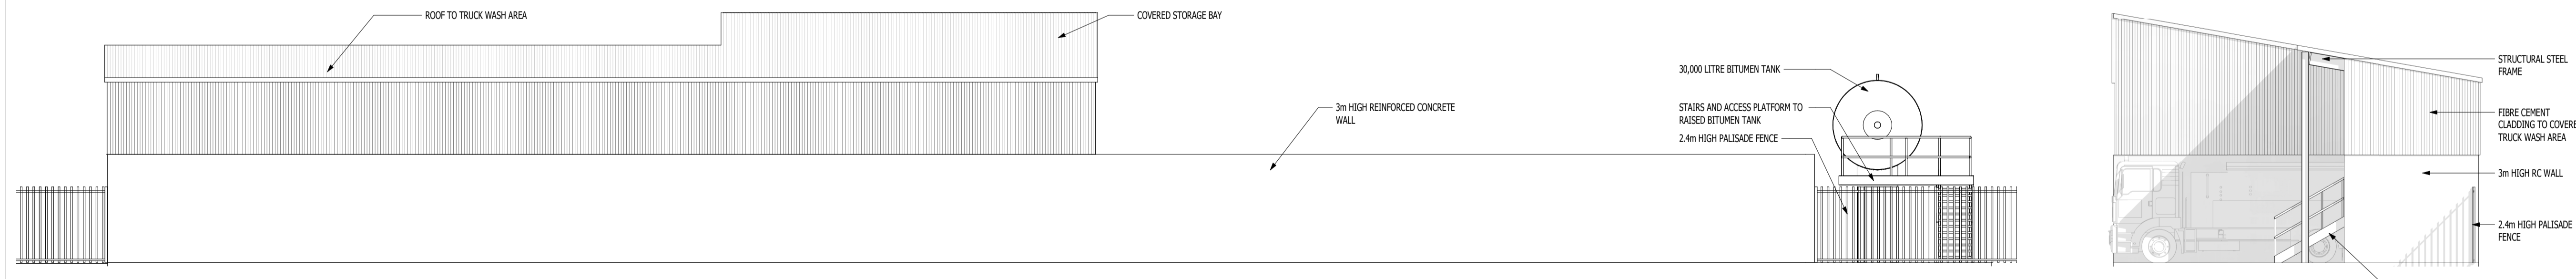 ROOF TO TRUCK WASH AREA
COVERED STORAGE BAY
3m HIGH REINFORCED CONCRETE
WALL
30,000 LITRE BITUMEN TANK
STAIRS AND ACCESS PLATFORM TO
RAISED BITUMEN TANK
2.4m HIGH PALISADE FENCE
STRUCTURAL STEEL
FRAME
FIBRE CEMENT
CLADDING TO COVERE
TRUCK WASH AREA
3m HIGH RC WALL
2.4m HIGH PALISADE
FENCE